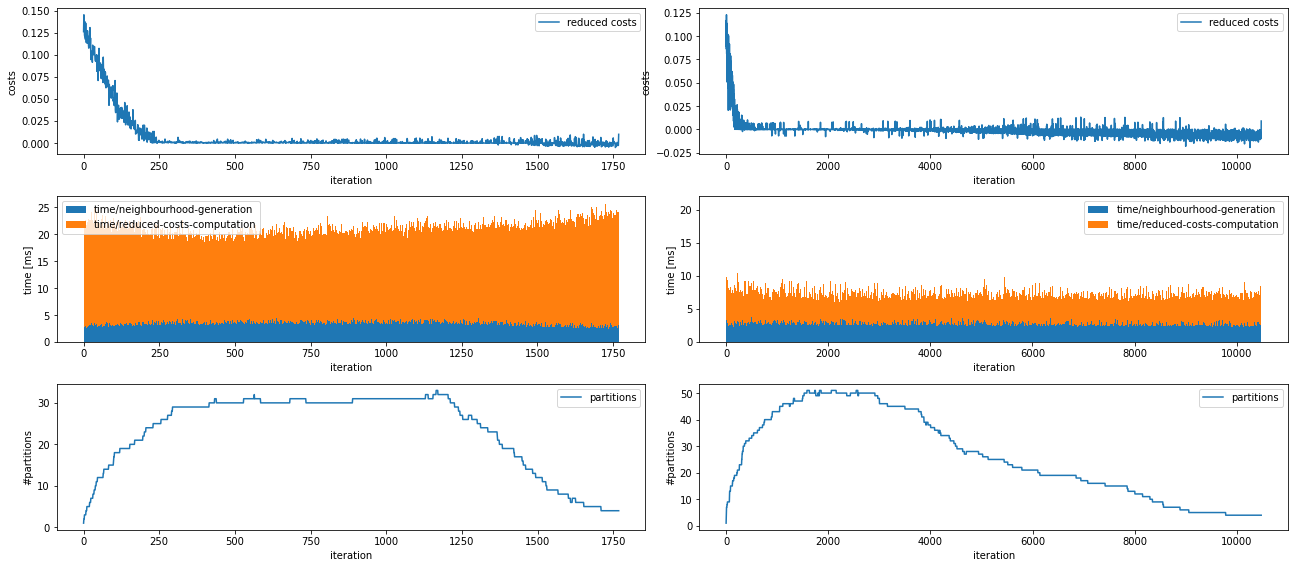 reduced costs
costs
0.150
0.125
0.100
0.075
0.050
0.025
0.000
0 250 500 750 1000 1250 1500 1750
iteration
reduced costs
costs
0.125
0.100
0.075
0.050
0.025
0.000
−0.025
0 2000 4000 6000 8000 10000
iteration
time/neighbourhood-generation
time/reduced-costs-computation
time [ms]
25
20
15
10
5
0
0 250 500 750 1000 1250 1500 1750
iteration
time/neighbourhood-generation
time/reduced-costs-computation
time [ms]
20
15
10
5
0
0 2000 4000 6000 8000 10000
iteration
partitions
#partitions
30
20
10
0
0 250 500 750 1000 1250 1500 1750
iteration
partitions
#partitions
50
40
30
20
10
0
0 2000 4000 6000 8000 10000
iteration